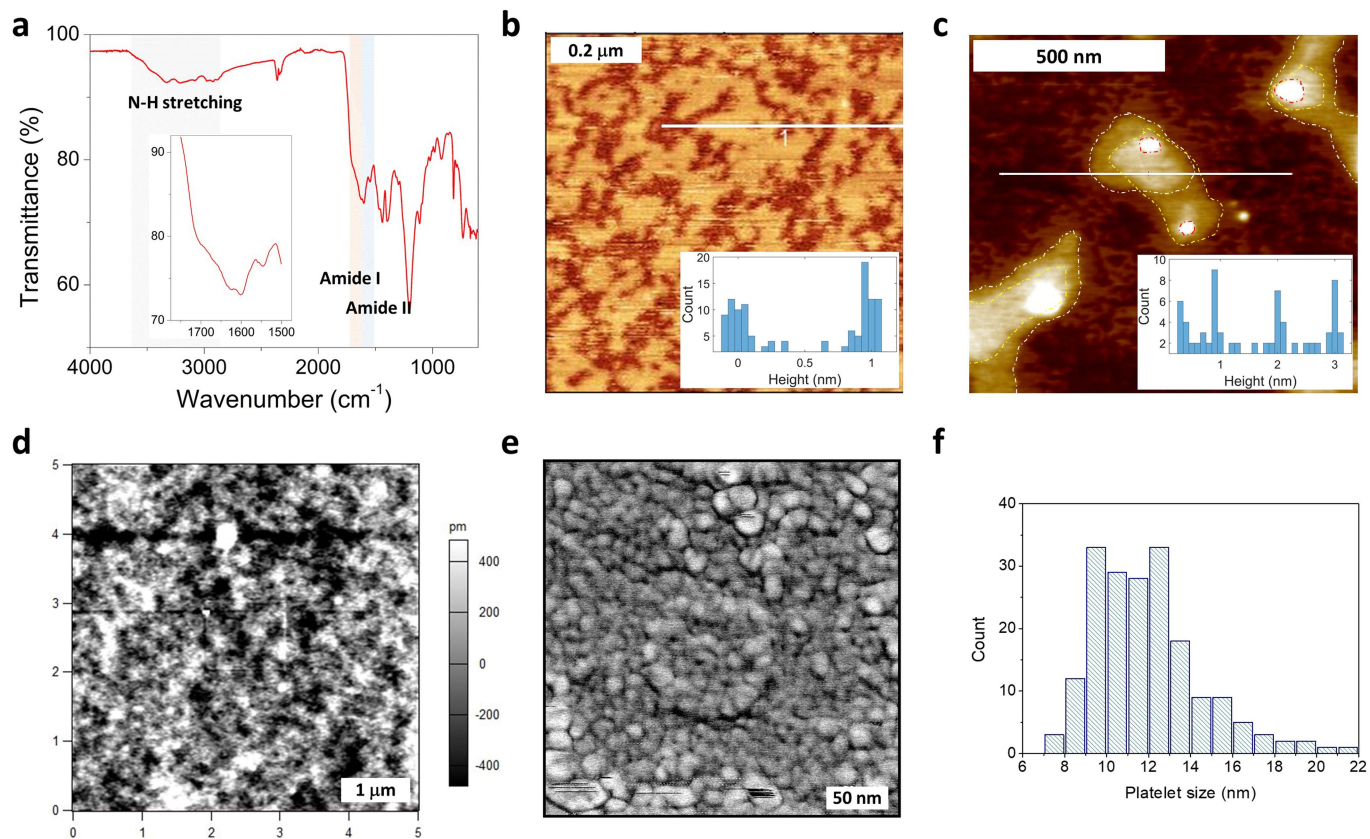 a
100
80
60
Transmittance (%)
N-H stretching
90
80
70
1700
1600
1500
Amide I
Amide II
4000
3000
2000
1000
Wavenumber (cm-1)
b
0.2 μm
1
20
15
10
5
Count
0
0.5
1
Height (nm)
c
500 nm
10
8
6
4
2
Count
1
2
3
Height (nm)
d
5
4
3
2
1
0
0
1
2
3
4
5
1 μm
pm
400
200
0
-200
-400
e
50 nm
f
40
30
20
10
0
Count
6
8
10
12
14
16
18
20
22
Platelet size (nm)